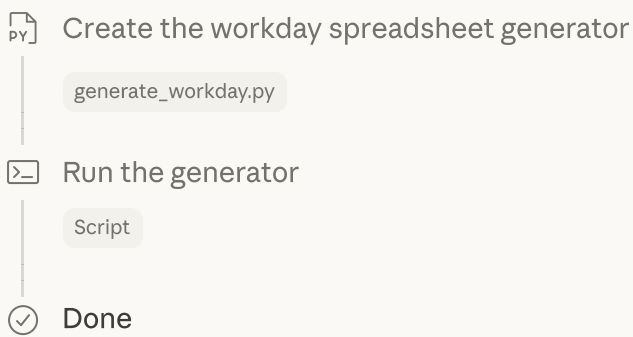 PY
Create the workday spreadsheet generator
generate_workday.py
Run the generator
Script
Done